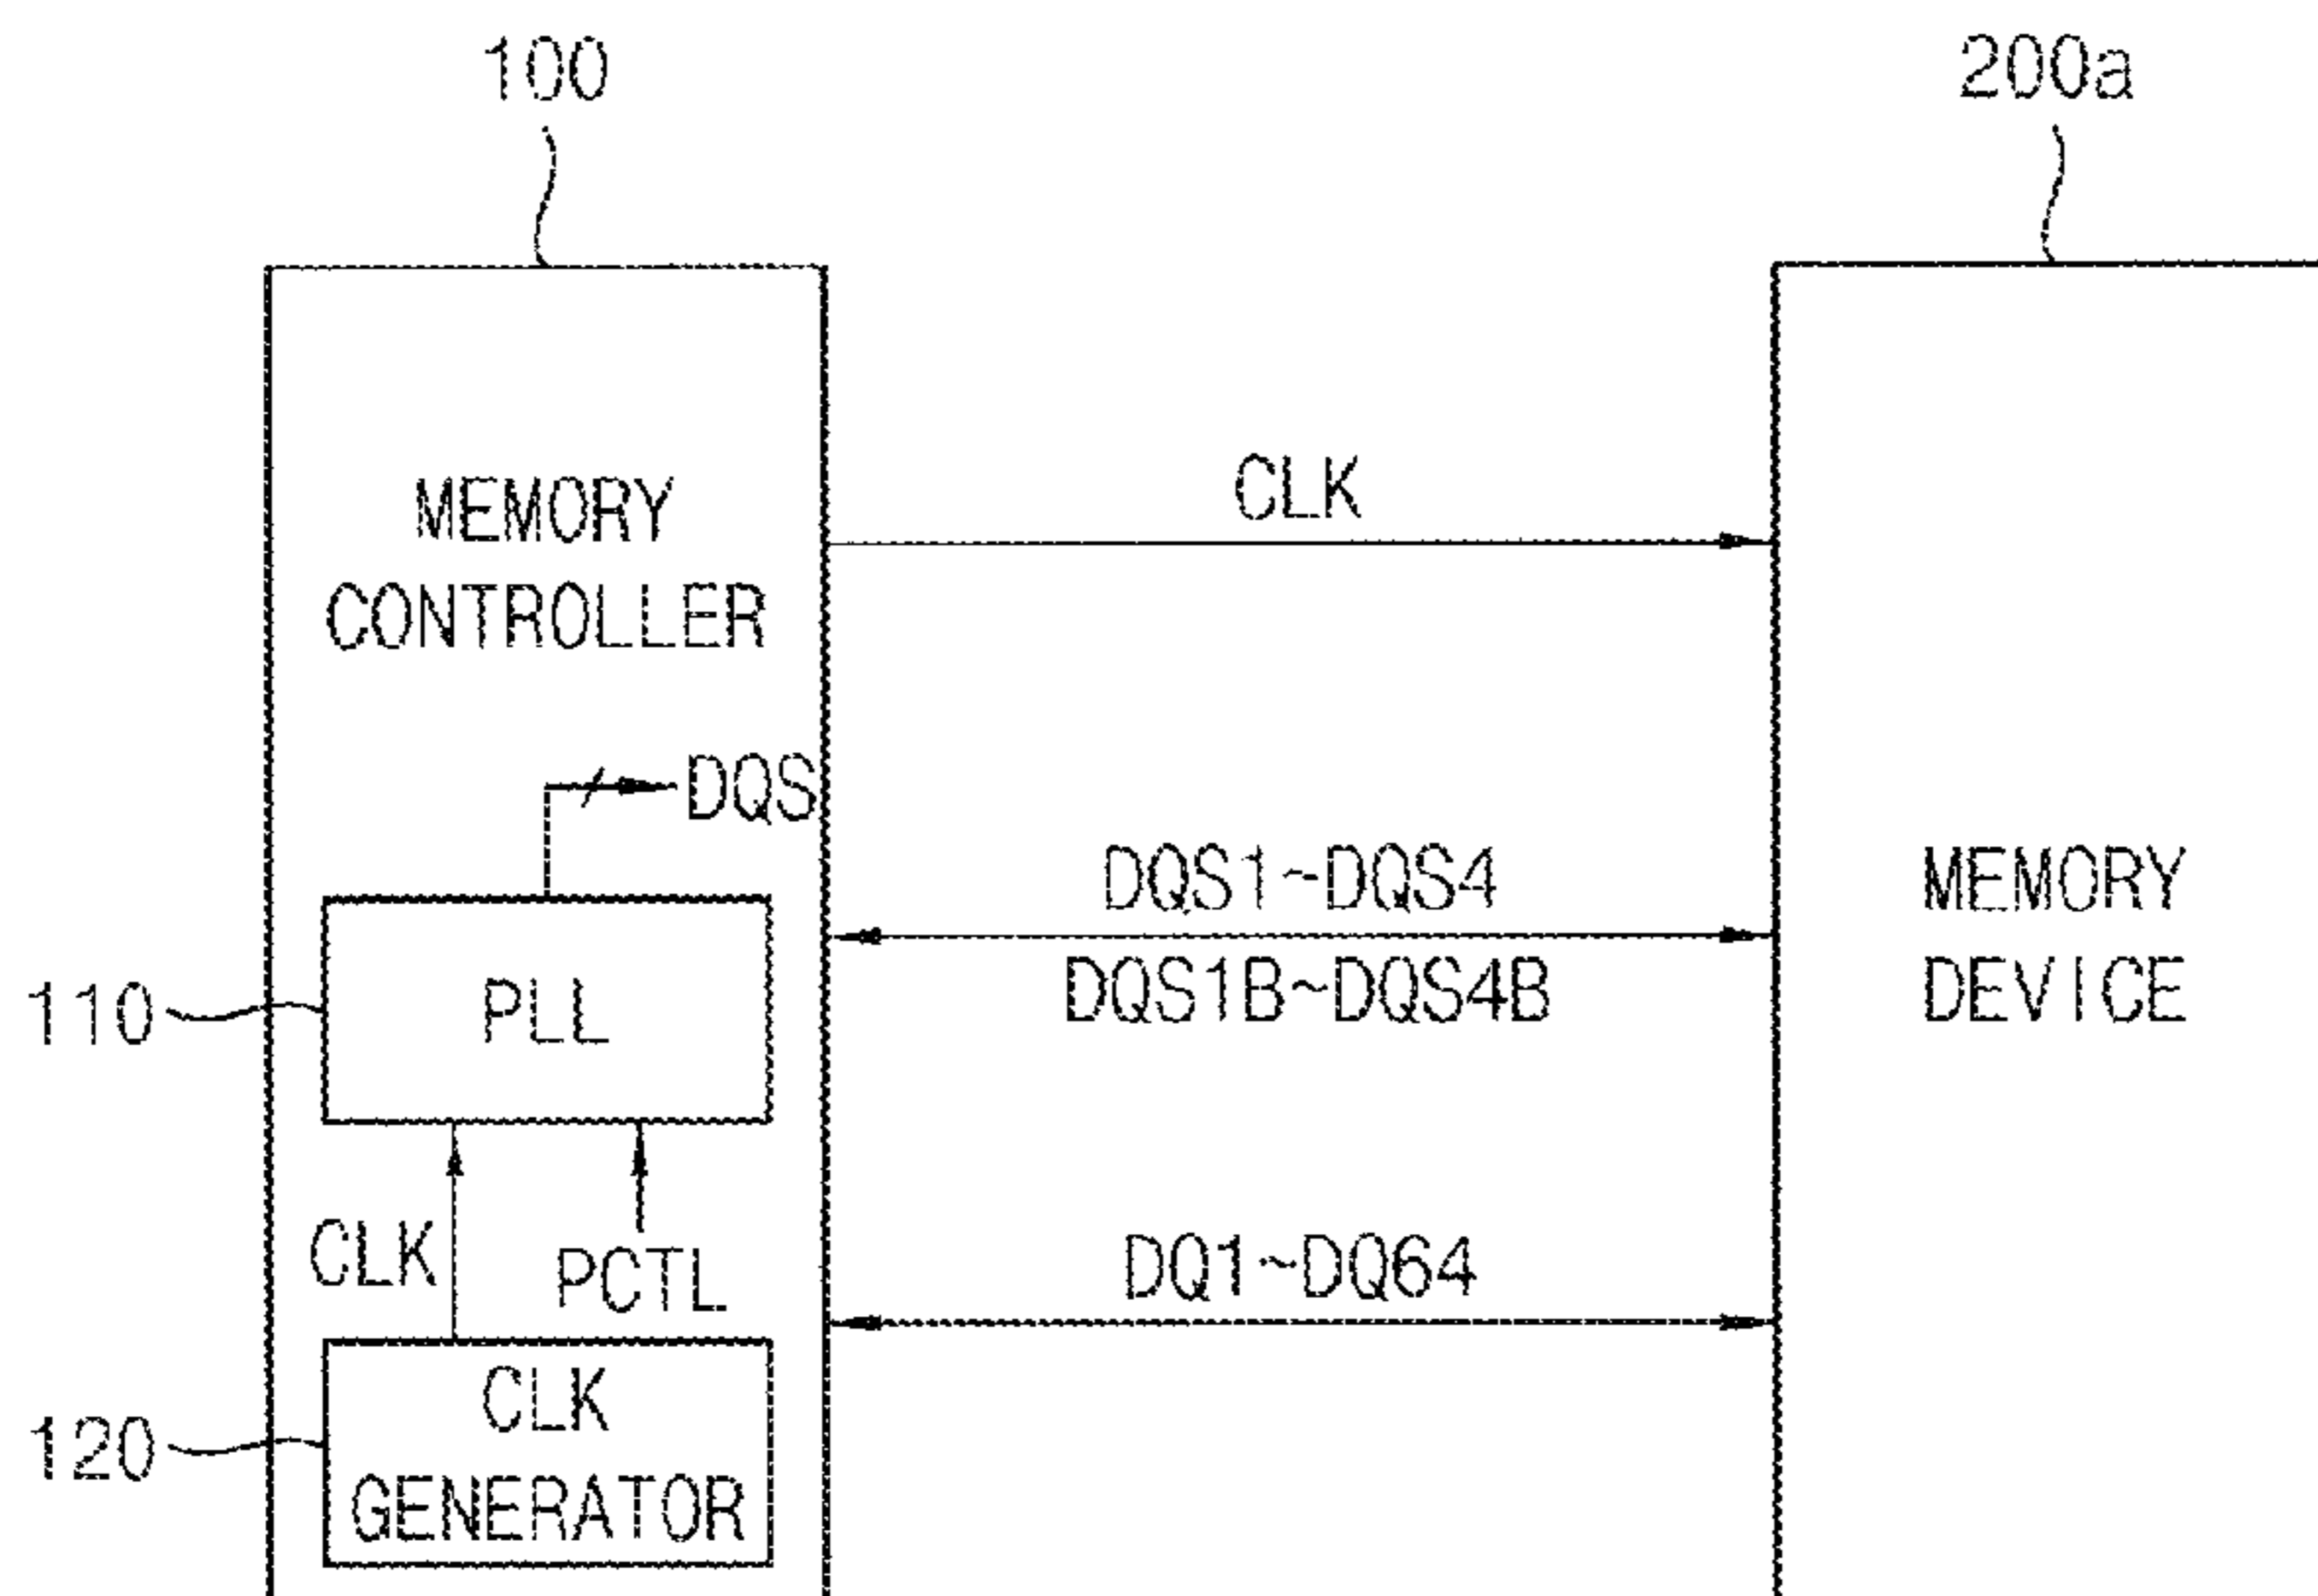 100
200a
MEMORY
CONTROLLER
CLK
DQS
DQS1~DQS4
DQS1B~DQS4B
MEMORY
DEVICE
110
PLL
CLK
PCTL
DQ1~DQ64
120
CLK
GENERATOR